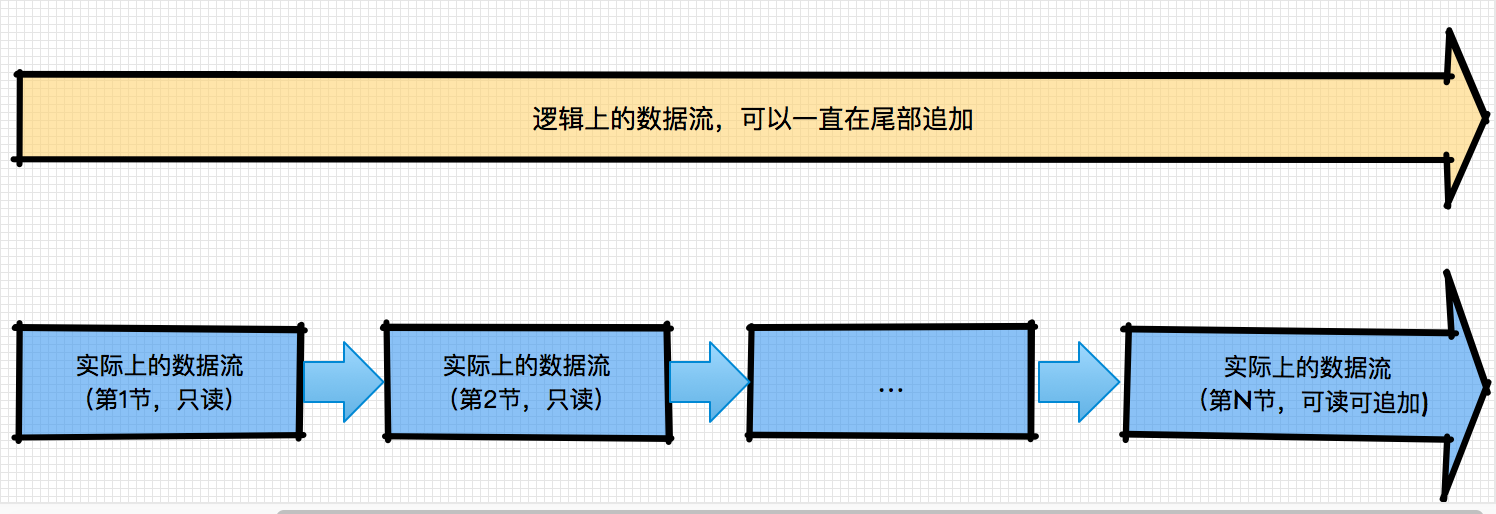 逻辑上的数据流，可以一直在尾部追加
实际上的数据流
（第1节，只读）
实际上的数据流
（第2节，只读）
...
实际上的数据流
（第N节，可读可追加)